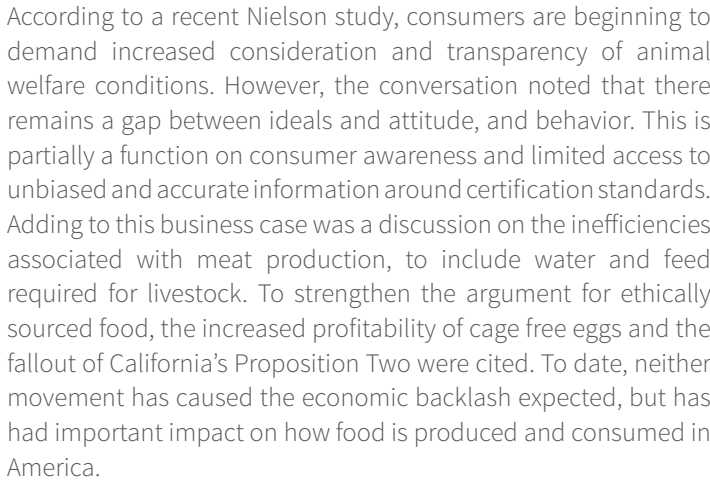 According to a recent Nielson study, consumers are beginning to
demand increased consideration and transparency of animal
welfare conditions. However, the conversation noted that there
remains a gap between ideals and attitude, and behavior. This is
partially a function on consumer awareness and limited access to
unbiased and accurate information around certification standards.
Adding to this business case was a discussion on the inefficiencies
associated with meat production, to include water and feed
required for livestock. To strengthen the argument for ethically
sourced food, the increased profitability of cage free eggs and the
fallout of California’s Proposition Two were cited. To date, neither
movement has caused the economic backlash expected, but has
had important impact on how food is produced and consumed in
America.